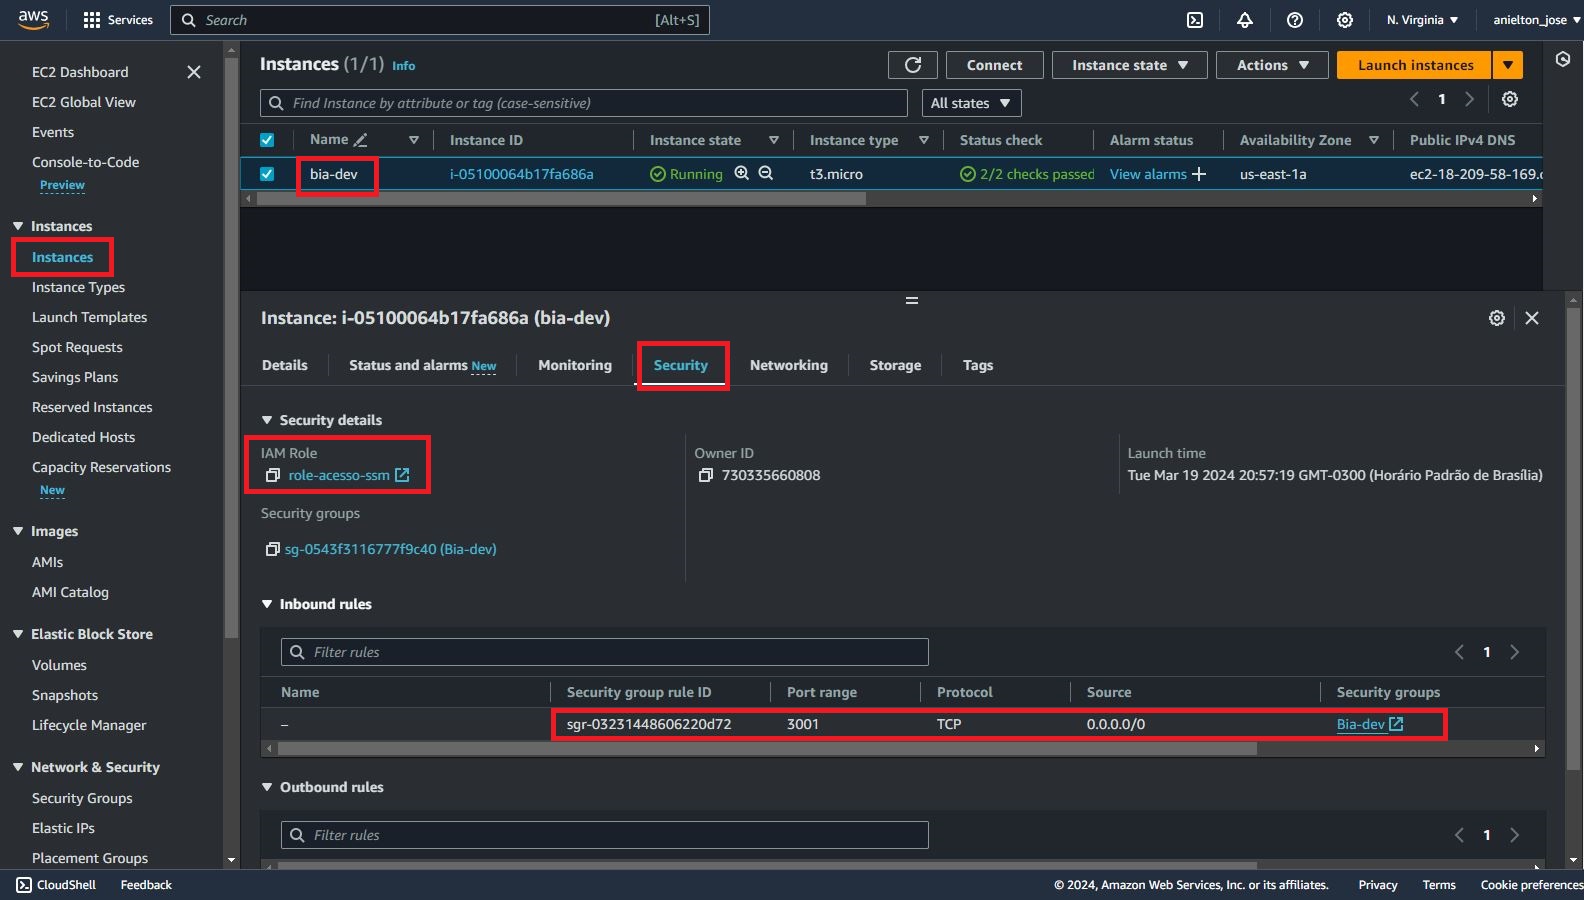 aws Services Search [Alt+S] N. Virginia anielton_jose
EC2 Dashboard
EC2 Global View
Events
Console-to-Code
Preview
Instances
Instances
Instance Types
Launch Templates
Spot Requests
Savings Plans
Reserved Instances
Dedicated Hosts
Capacity Reservations
New
Images
AMIs
AMI Catalog
Elastic Block Store
Volumes
Snapshots
Lifecycle Manager
Network & Security
Security Groups
Elastic IPs
Placement Groups
Instances (1/1) Info Connect Instance state Actions Launch instances
Find Instance by attribute or tag (case-sensitive) All states 1
Name Instance ID Instance state Instance type Status check Alarm status Availability Zone Public IPv4 DNS
bia-dev i-05100064b17fa686a Running t3.micro 2/2 checks passed View alarms us-east-1a ec2-18-209-58-169.c
Instance: i-05100064b17fa686a (bia-dev)
Details Status and alarms New Monitoring Security Networking Storage Tags
Security details
IAM Role Owner ID Launch time
role-acesso-ssm 730335660808 Tue Mar 19 2024 20:57:19 GMT-0300 (Horário Padrão de Brasília)
Security groups
sg-0543f3116777f9c40 (Bia-dev)
Inbound rules
Filter rules 1
Name Security group rule ID Port range Protocol Source Security groups
– sgr-03231448606220d72 3001 TCP 0.0.0.0/0 Bia-dev
Outbound rules
Filter rules 1
CloudShell Feedback © 2024, Amazon Web Services, Inc. or its affiliates. Privacy Terms Cookie preferences